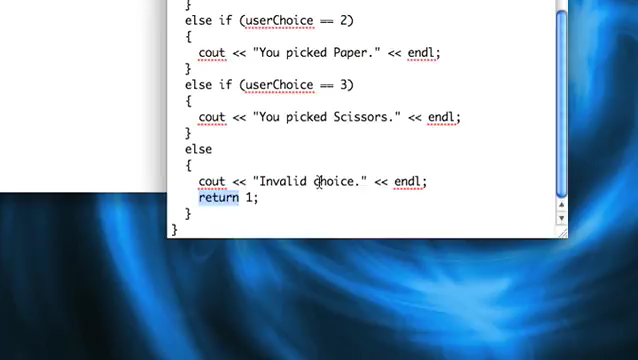 }
else if (userChoice == 2)
{
cout << "You picked Paper." << endl;
}
else if (userChoice == 3)
{
cout << "You picked Scissors." << endl;
}
else
{
cout << "Invalid choice." << endl;
return 1;
}
}